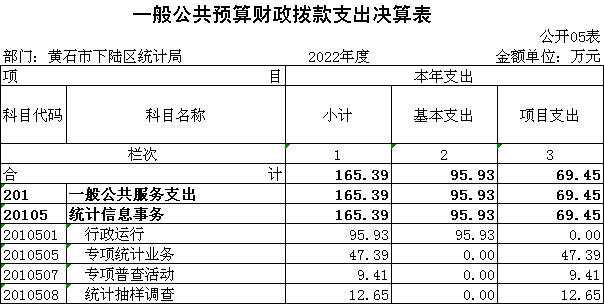 一般公共预算财政拨款支出决算表
公开05表
部门：黄石市下陆区统计局 2022年度 金额单位：万元
项 目 本年支出
科目代码 科目名称 小计 基本支出 项目支出
栏次 1 2 3
合 计 165.39 95.93 69.45
201 一般公共服务支出 165.39 95.93 69.45
20105 统计信息事务 165.39 95.93 69.45
2010501 行政运行 95.93 95.93 0.00
2010505 专项统计业务 47.39 0.00 47.39
2010507 专项普查活动 9.41 0.00 9.41
2010508 统计抽样调查 12.65 0.00 12.65